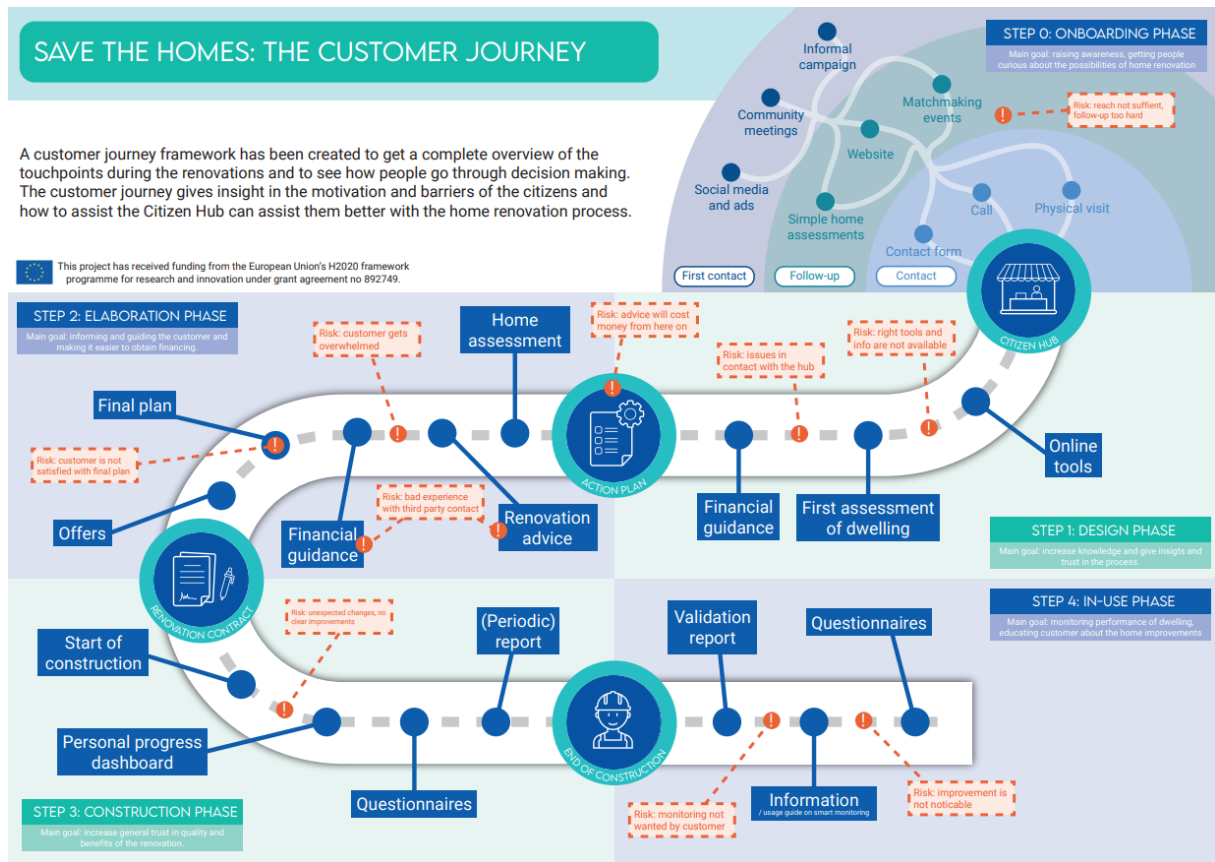 SAVE THE HOMES: THE CUSTOMER JOURNEY
A customer journey framework has been created to get a complete overview of the
touchpoints during the renovations and to see how people go through decision making.
The customer journey gives insight in the motivation and barriers of the citizens and
how to assist the Citizen Hub can assist them better with the home renovation process.
This project has received funding from the European Union's H2020 framework
programme for research and innovation under grant agreement no 892749.
STEP 0: ONBOARDING PHASE
Main goal: raising awareness, getting people
curious about the possibilities of home renovation
Informal
campaign
Community
meetings
Social media
and ads
Matchmaking
events
Website
Simple home
assessments
Risk: reach not suffient,
follow-up too hard
Call
Physical visit
Contact form
First contact
Follow-up
Contact
CITIZEN HUB
STEP 2: ELABORATION PHASE
Main goal: informing and guiding the customer and
making it easier to obtain financing.
Risk: customer gets
overwhelmed
Home
assessment
Risk: advice will cost
money from here on
Risk: issues in
contact with the hub
Risk: right tools and
info are not available
Final plan
Risk: customer is not
satisfied with final plan
ACTION PLAN
Online
tools
Offers
Financial
guidance
Risk: bad experience
with third party contact
Renovation
advice
Financial
guidance
First assessment
of dwelling
STEP 1: DESIGN PHASE
Main goal: increase knowledge and give insigts and
trust in the process.
RENOVATION CONTRACT
Start of
construction
Risk: unexpected changes, no
clear improvements
(Periodic)
report
Validation
report
Questionnaires
STEP 4: IN-USE PHASE
Main goal: monitoring performance of dwelling,
educating customer about the home improvements
Personal progress
dashboard
Questionnaires
END OF CONSTRUCTION
Risk: monitoring not
wanted by customer
Information
/ usage guide on smart monitoring
Risk: improvement is
not noticable
STEP 3: CONSTRUCTION PHASE
Main goal: increase general trust in quality and
benefits of the renovation.